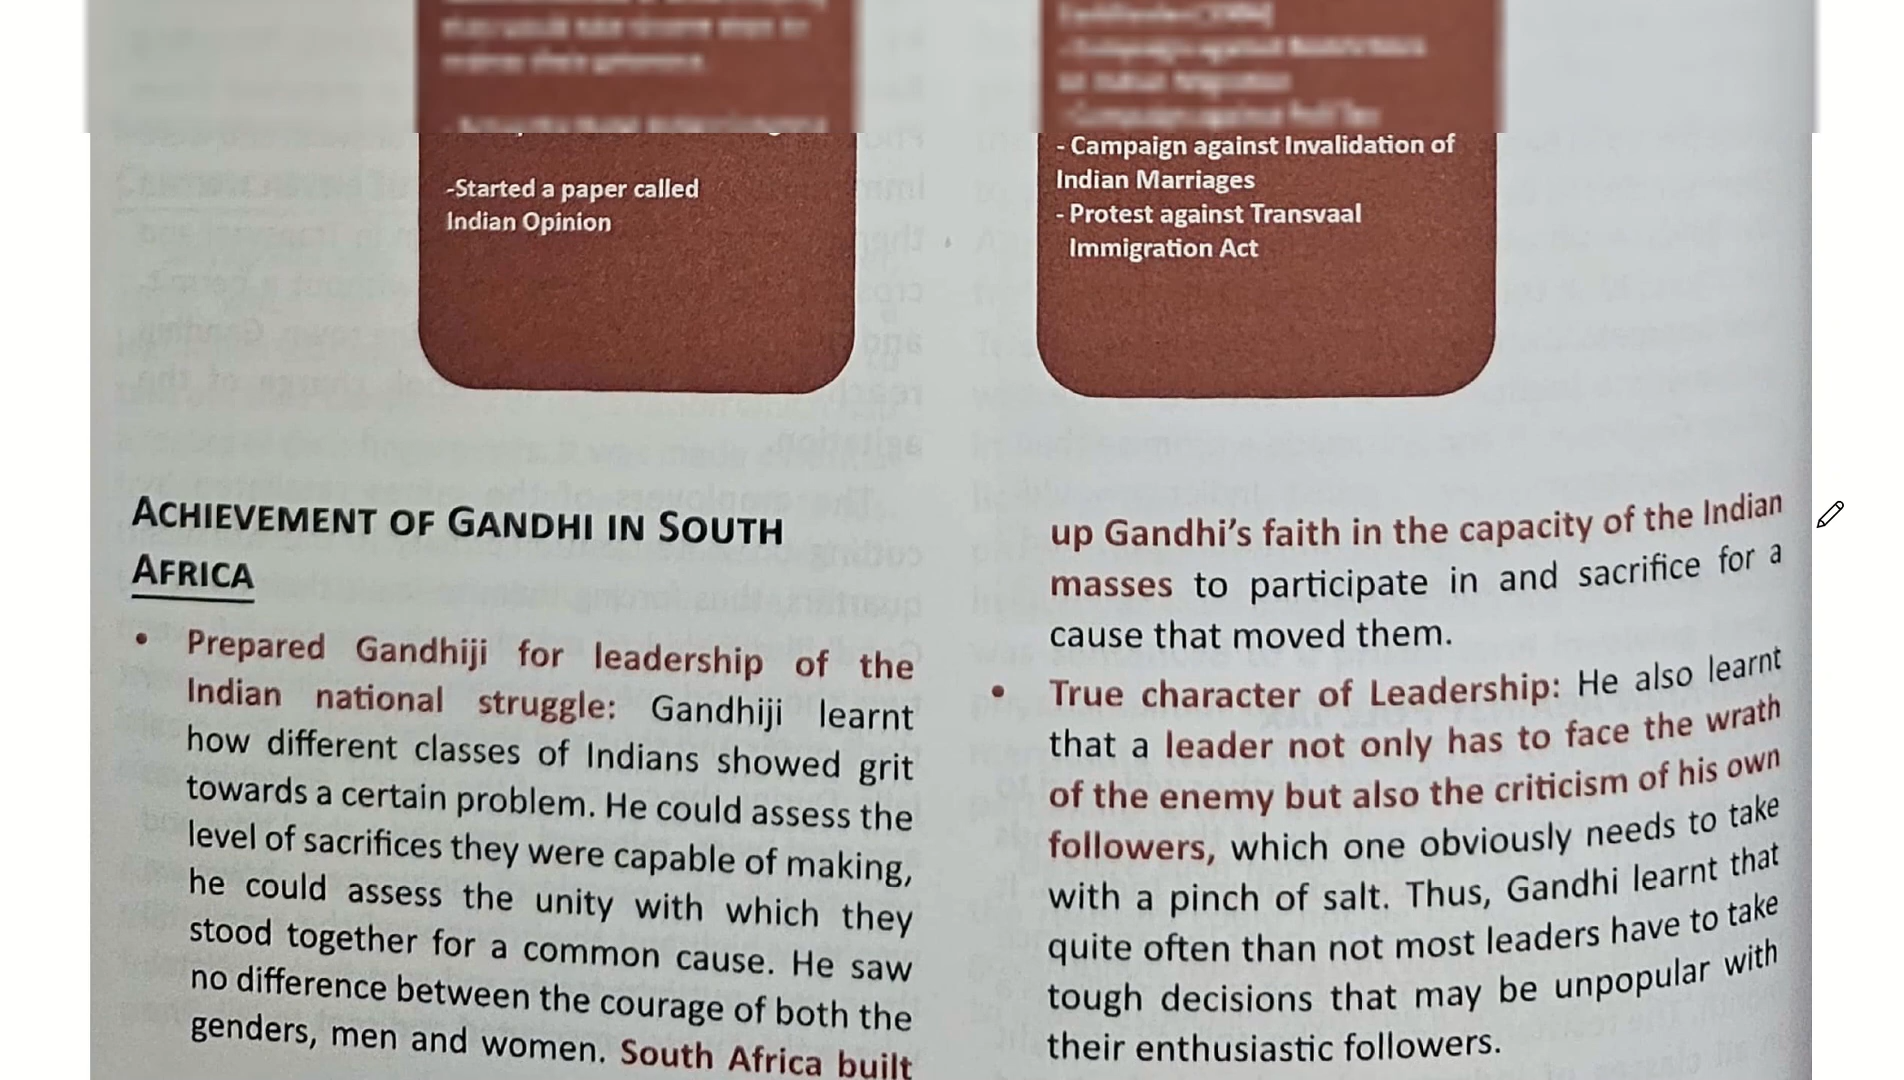 -Started a paper called
Indian Opinion
- Campaign against Invalidation of
Indian Marriages
- Protest against Transvaal
Immigration Act
ACHIEVEMENT OF GANDHI IN SOUTH
AFRICA
• Prepared Gandhiji for leadership of the
Indian national struggle: Gandhiji learnt
how different classes of Indians showed grit
towards a certain problem. He could assess the
level of sacrifices they were capable of making,
he could assess the unity with which they
stood together for a common cause. He saw
no difference between the courage of both the
genders, men and women. South Africa built
up Gandhi's faith in the capacity of the Indian
masses to participate in and sacrifice for a
cause that moved them.
• True character of Leadership: He also learnt
that a leader not only has to face the wrath
of the enemy but also the criticism of his own
followers, which one obviously needs to take
with a pinch of salt. Thus, Gandhi learnt that
quite often than not most leaders have to take
tough decisions that may be unpopular with
their enthusiastic followers.